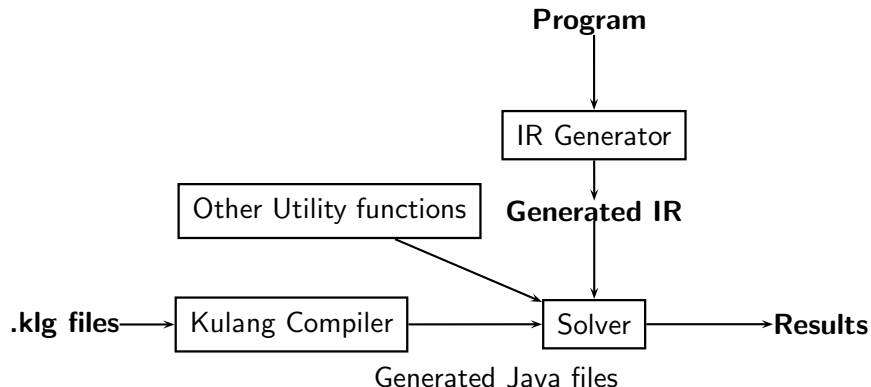 Program
IR Generator
Other Utility functions
Generated IR
.klg files
Kulang Compiler
Solver
Results
Generated Java files